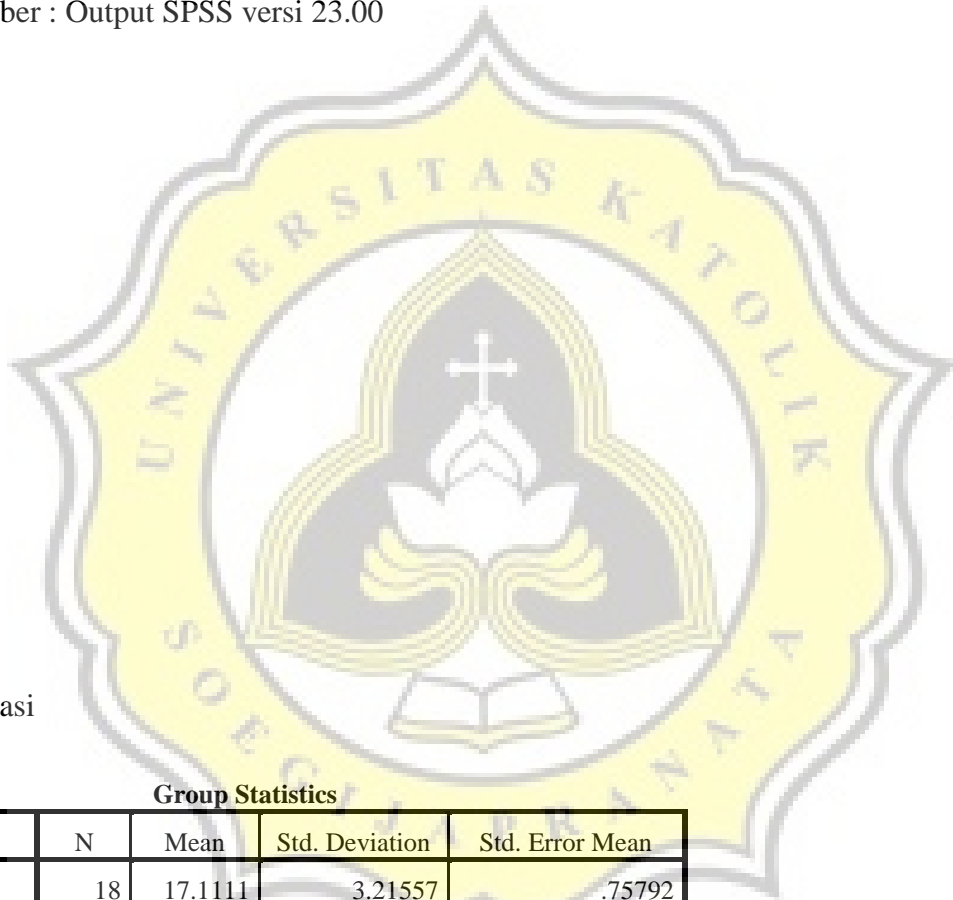 ber : Output SPSS versi 23.00
UNIVERSITAS KATOLIK
SOEGIJAPRANATA
asi
Group Statistics
N Mean Std. Deviation Std. Error Mean
18 17.1111 3.21557 .75792